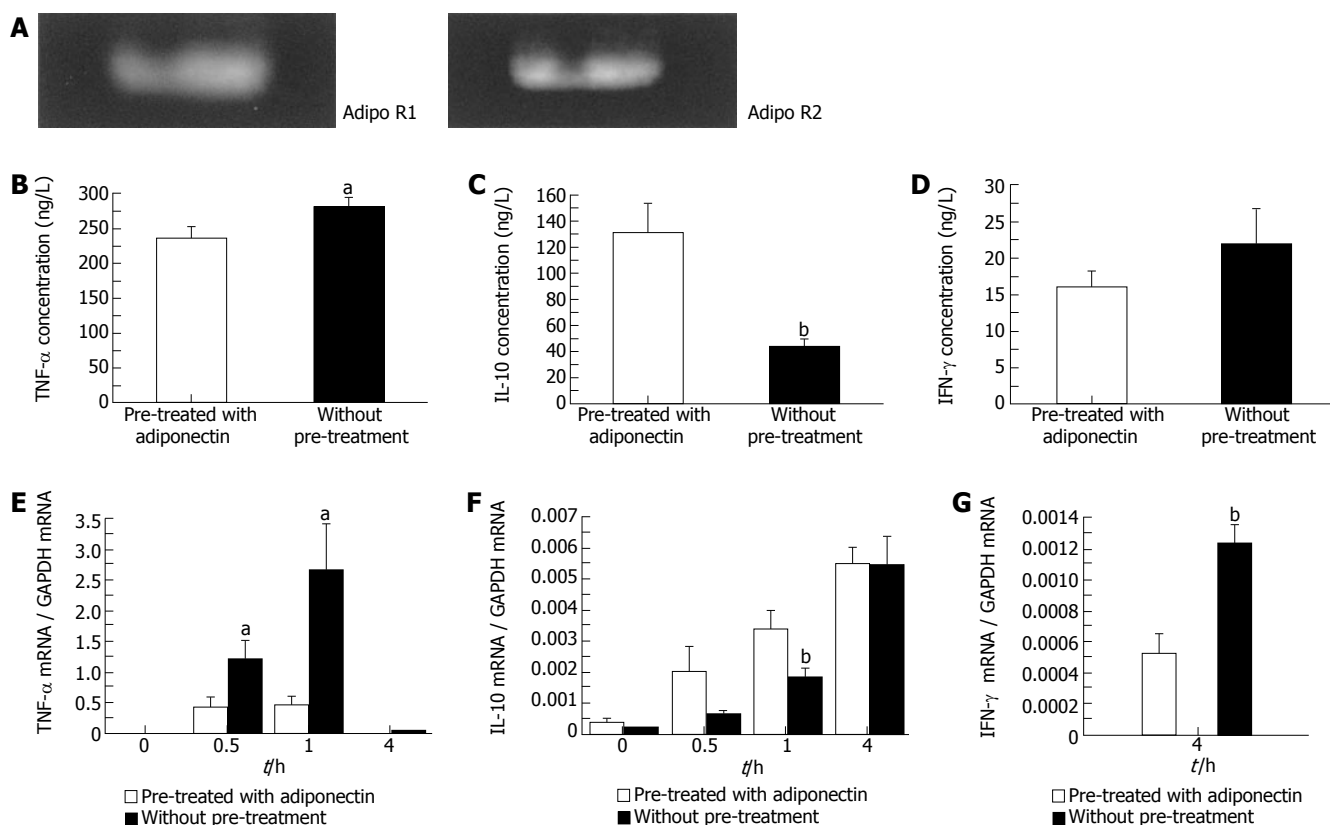 A
Adipo R1
Adipo R2
B
TNF-α concentration (ng/L)
300
250
200
150
100
50
0
a
Pre-treated with
adiponectin
Without
pre-treatment
C
IL-10 concentration (ng/L)
160
140
120
100
80
60
40
20
0
b
Pre-treated with
adiponectin
Without
pre-treatment
D
IFN-γ concentration (ng/L)
30
25
20
15
10
5
0
Pre-treated with
adiponectin
Without
pre-treatment
E
TNF-α mRNA / GAPDH mRNA
5.0
3.5
3.0
2.5
2.0
1.5
1.0
0.5
0
a
a
0 0.5 1 4
t/h
Pre-treated with adiponectin
Without pre-treatment
F
IL-10 mRNA / GAPDH mRNA
0.007
0.006
0.005
0.004
0.003
0.002
0.001
0
b
0 0.5 1 4
t/h
Pre-treated with adiponectin
Without pre-treatment
G
IFN-γ mRNA / GAPDH mRNA
0.0014
0.0012
0.0010
0.0008
0.0006
0.0004
0.0002
0
b
4
t/h
Pre-treated with adiponectin
Without pre-treatment